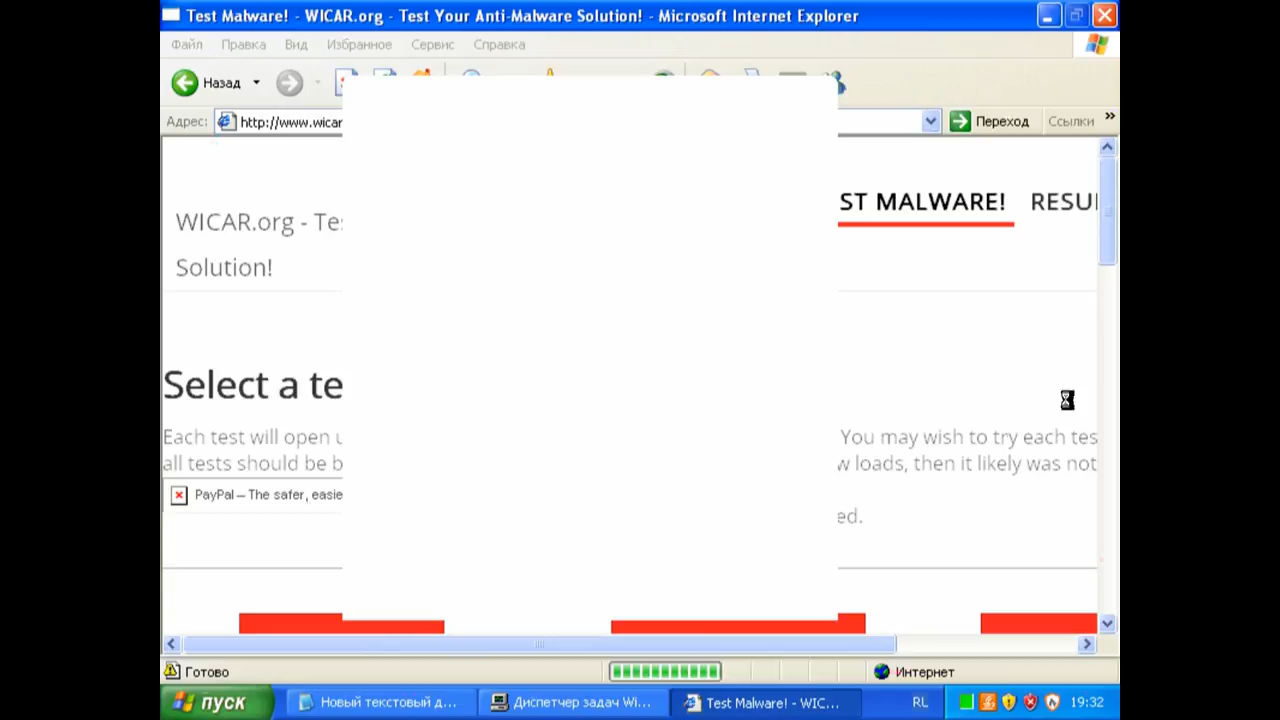 Test Malware! - WICAR.org - Test Your Anti-Malware Solution! - Microsoft Internet Explorer
Файл Правка Вид Избранное Сервис Справка
Назад
Адрес: http://www.wicar Переход Ссылки »
ST MALWARE! RESU
WICAR.org - Tes
Solution!
Select a te
Each test will open u You may wish to try each tes
all tests should be b w loads, then it likely was not
PayPal – The safer, easie
ed.
Готово Интернет
пуск Новый текстовый д... Диспетчер задач Wi... Test Malware! - WIC... RL 19:32